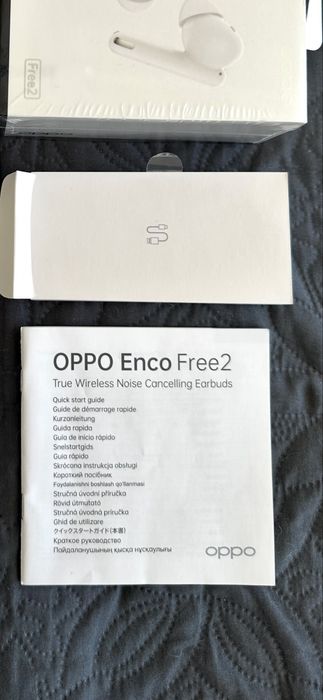 Free2
OPPO Enco Free2
True Wireless Noise Cancelling Earbuds
Quick start guide
Guide de démarrage rapide
Kurzanleitung
Guida rapida
Guía de inicio rápido
Snelstartgids
Guia rápido
Skrócona instrukcja obsługi
Короткий посібник
Foydalanishni boshlash qo'llanmasi
Stručná úvodní příručka
Rövid útmutató
Stručná úvodná príručka
Ghid de utilizare
クイックスタートガイド(本書)
Краткое руководство
Пайдаланушының қысқа нұсқаулығы
oppo